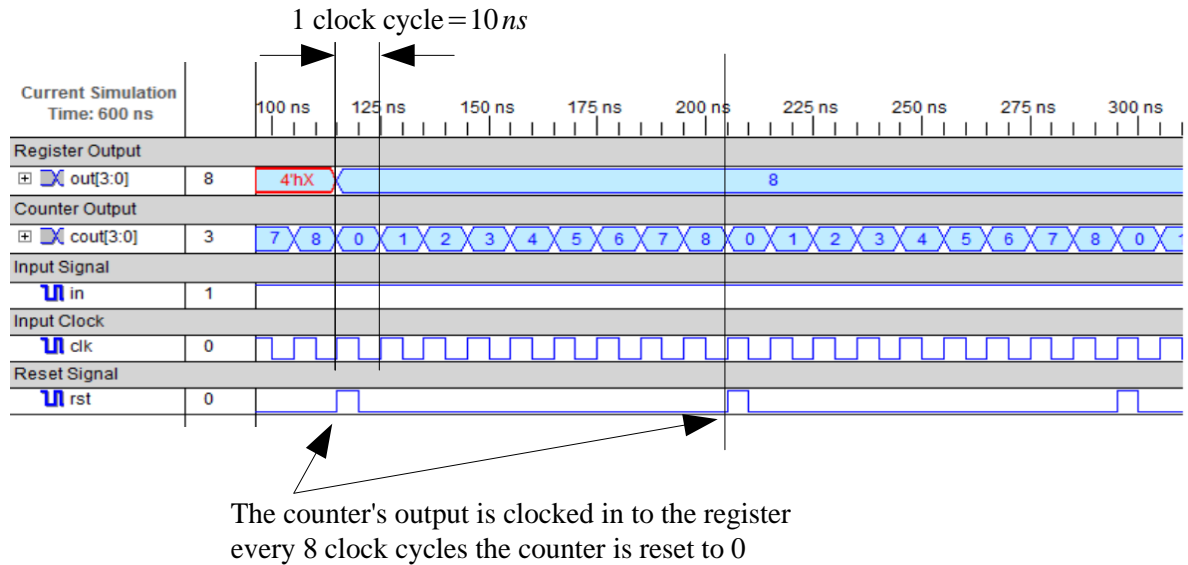 1 clock cycle=10ns
Current Simulation
Time: 600 ns
100 ns 125 ns 150 ns 175 ns 200 ns 225 ns 250 ns 275 ns 300 ns
Register Output
out[3:0] 8 4'hX 8
Counter Output
cout[3:0] 3 7 8 0 1 2 3 4 5 6 7 8 0 1 2 3 4 5 6 7 8 0 1
Input Signal
in 1
Input Clock
clk 0
Reset Signal
rst 0
The counter's output is clocked in to the register
every 8 clock cycles the counter is reset to 0